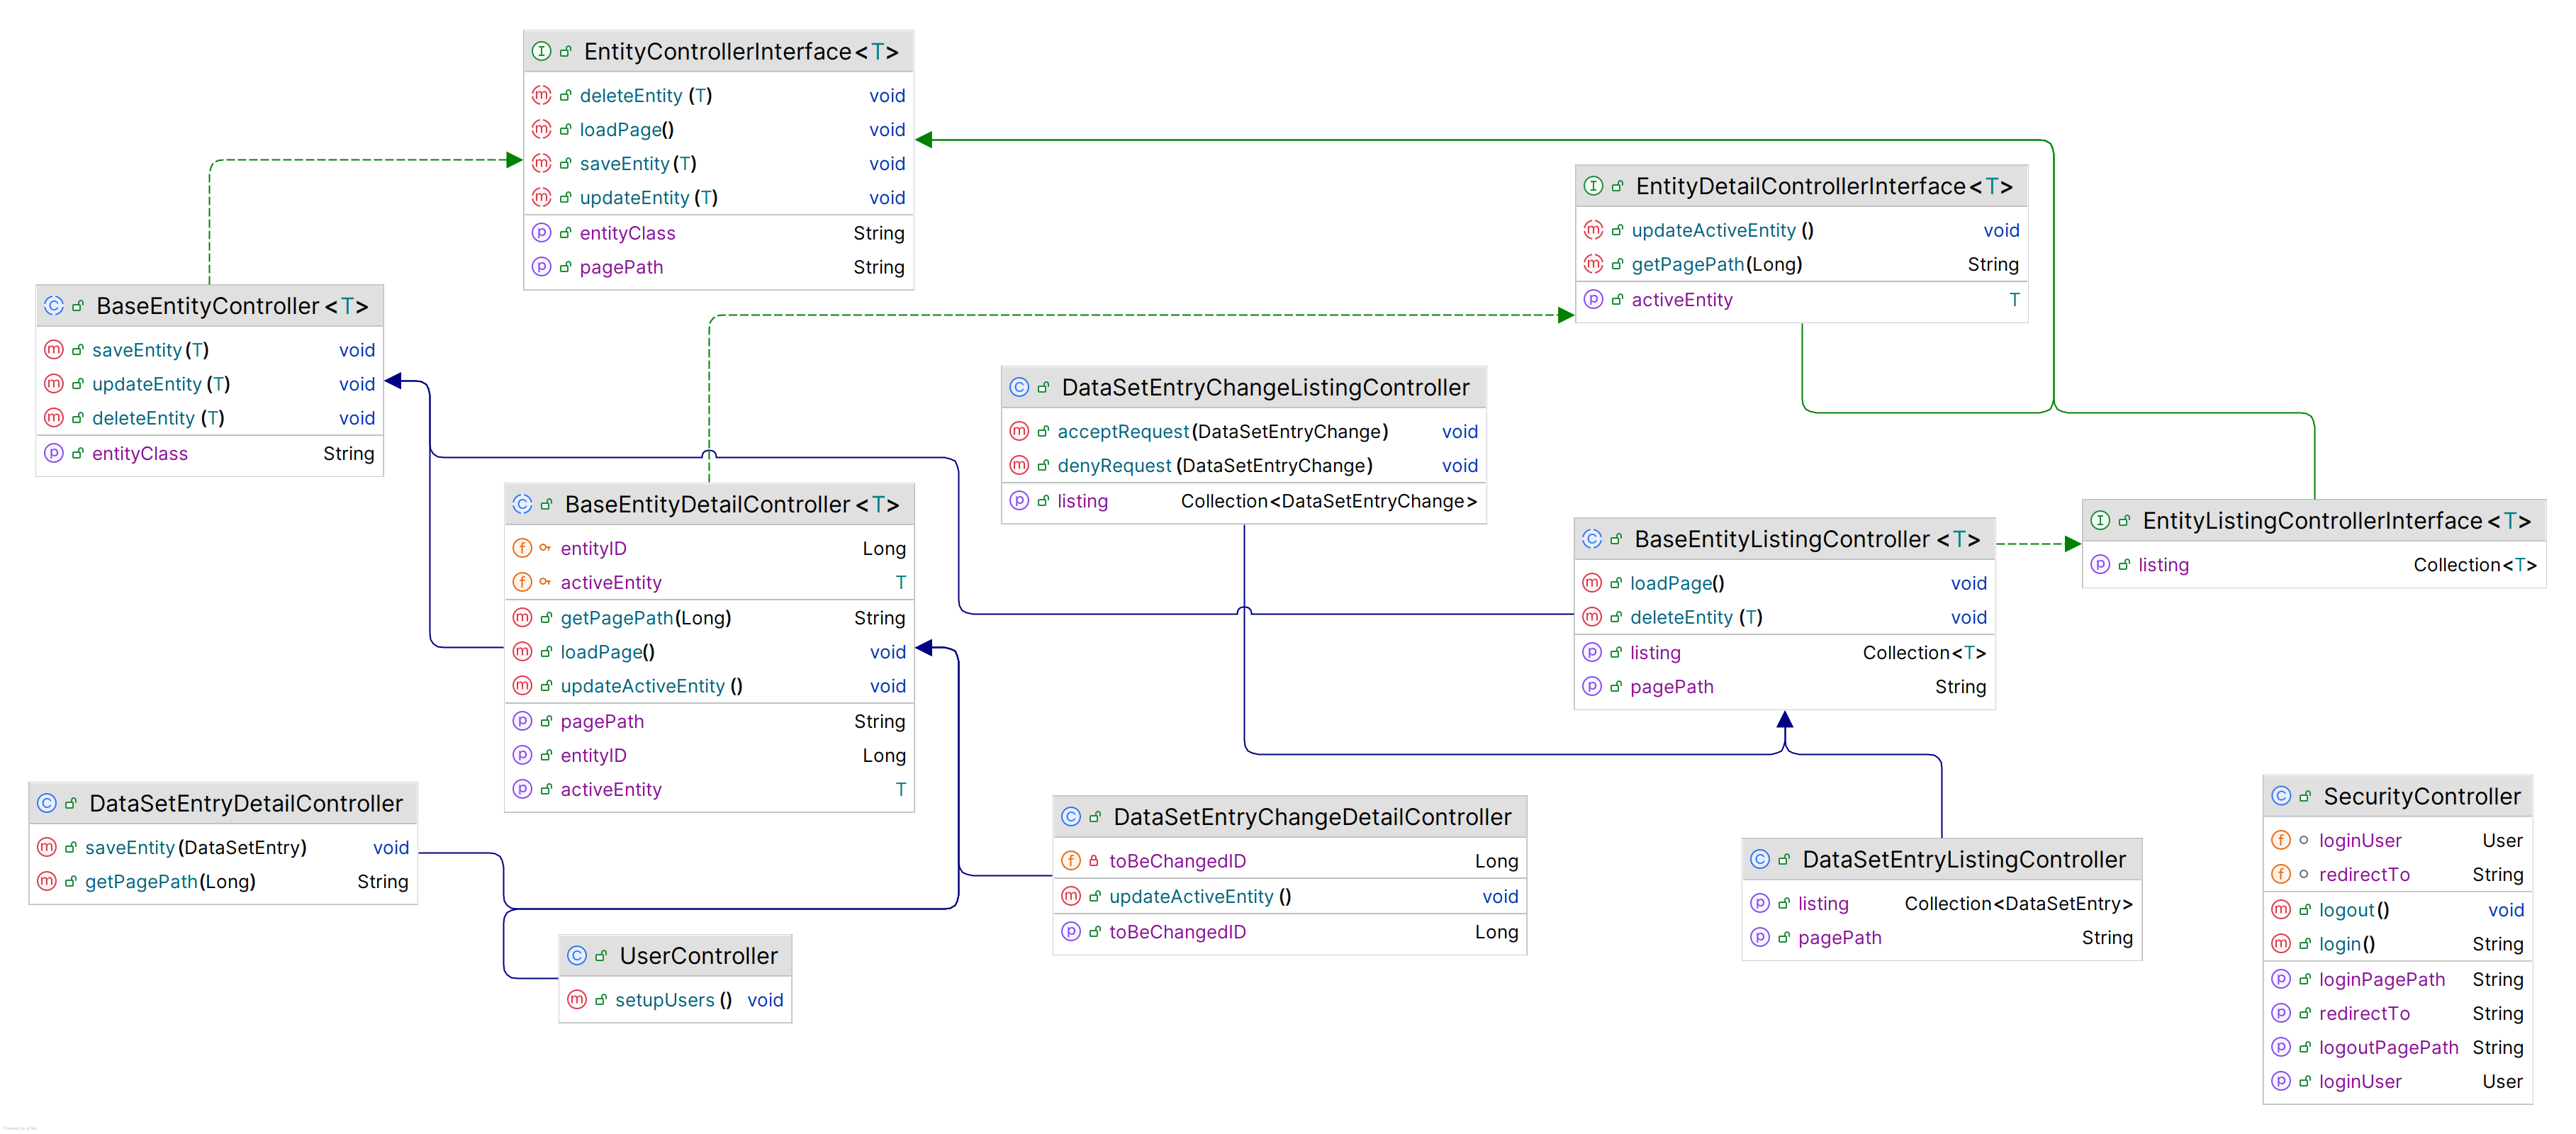 EntityControllerInterface<T>
deleteEntity (T) void
loadPage() void
saveEntity (T) void
updateEntity (T) void
entityClass String
pagePath String
EntityDetailControllerInterface<T>
updateActiveEntity () void
getPagePath(Long) String
activeEntity T
BaseEntityController<T>
saveEntity (T) void
updateEntity (T) void
deleteEntity (T) void
entityClass String
DataSetEntryChangeListingController
acceptRequest(DataSetEntryChange) void
denyRequest (DataSetEntryChange) void
listing Collection<DataSetEntryChange>
BaseEntityDetailController<T>
entityID Long
activeEntity T
getPagePath(Long) String
loadPage() void
updateActiveEntity () void
pagePath String
entityID Long
activeEntity T
BaseEntityListingController <T>
loadPage() void
deleteEntity (T) void
listing Collection<T>
pagePath String
EntityListingControllerInterface<T>
listing Collection<T>
DataSetEntryDetailController
saveEntity (DataSetEntry) void
getPagePath(Long) String
DataSetEntryChangeDetailController
toBeChangedID Long
updateActiveEntity () void
toBeChangedID Long
UserController
setupUsers () void
DataSetEntryListingController
listing Collection<DataSetEntry>
pagePath String
SecurityController
loginUser User
redirectTo String
logout() void
login() String
loginPagePath String
redirectTo String
logoutPagePath String
loginUser User
Powered by yFiles